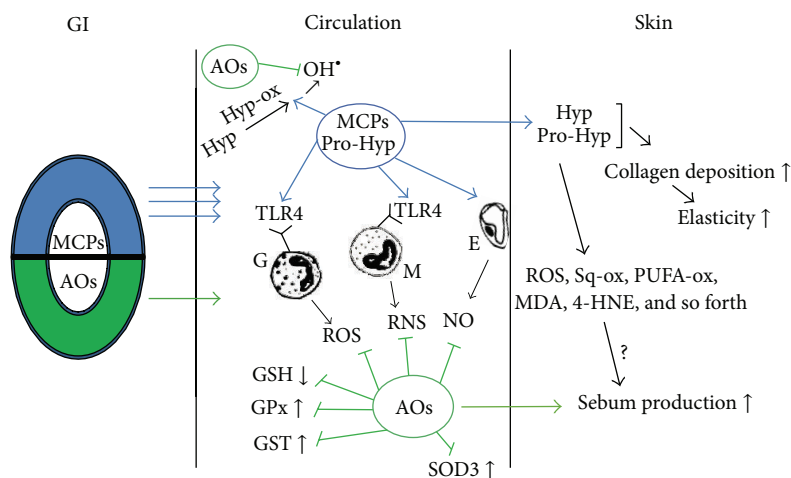 GI
Circulation
Skin
AOs
OH•
Hyp-ox
Hyp
MCPs
Pro-Hyp
Hyp
Pro-Hyp
Collagen deposition ↑
Elasticity ↑
TLR4
TLR4
G
M
E
MCPs
AOs
ROS
RNS
NO
ROS, Sq-ox, PUFA-ox,
MDA, 4-HNE, and so forth
?
GSH ↓
GPx ↑
GST ↑
AOs
SOD3 ↑
Sebum production ↑